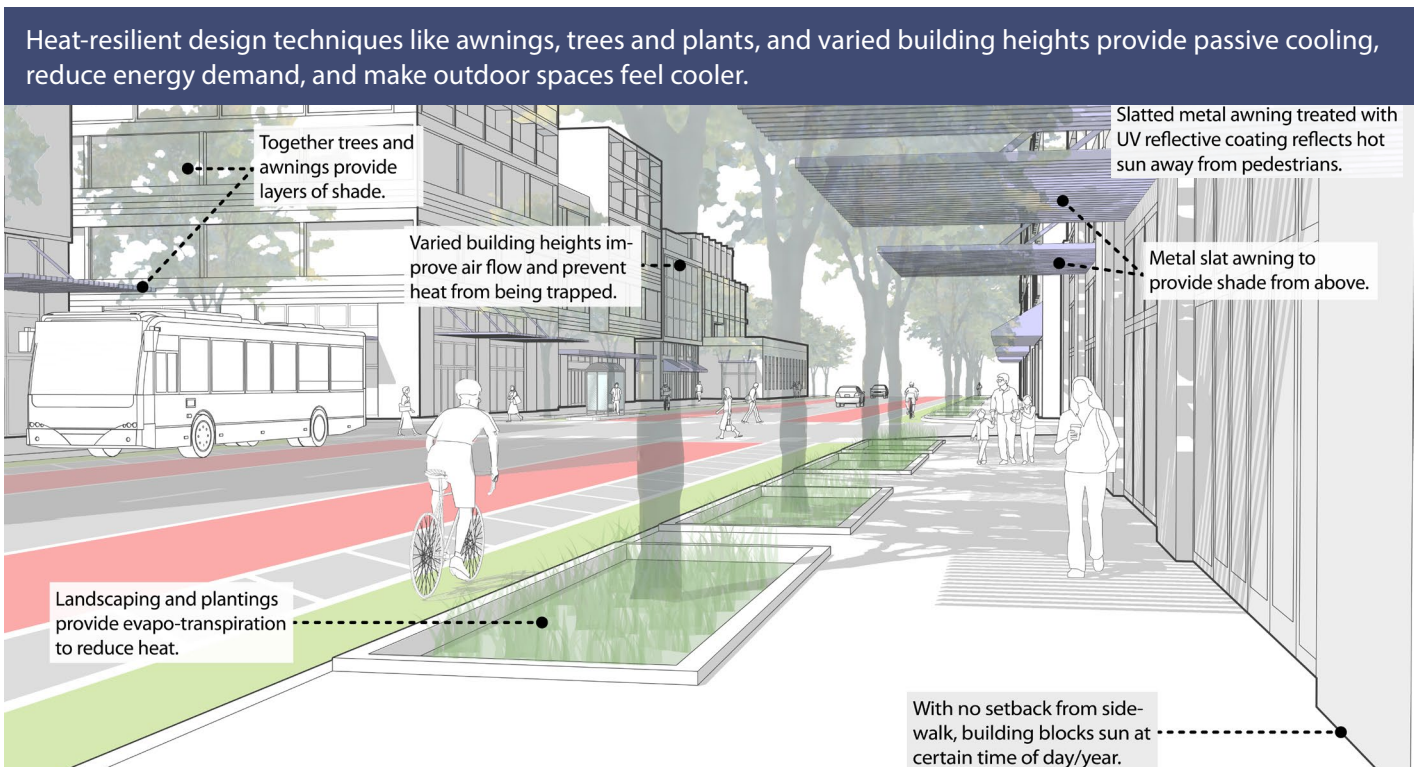 Heat-resilient design techniques like awnings, trees and plants, and varied building heights provide passive cooling,
reduce energy demand, and make outdoor spaces feel cooler.
Together trees and
awnings provide
layers of shade.
Varied building heights im-
prove air flow and prevent
heat from being trapped.
Slatted metal awning treated with
UV reflective coating reflects hot
sun away from pedestrians.
Metal slat awning to
provide shade from above.
Landscaping and plantings
provide evapo-transpiration
to reduce heat.
With no setback from side-
walk, building blocks sun at
certain time of day/year.